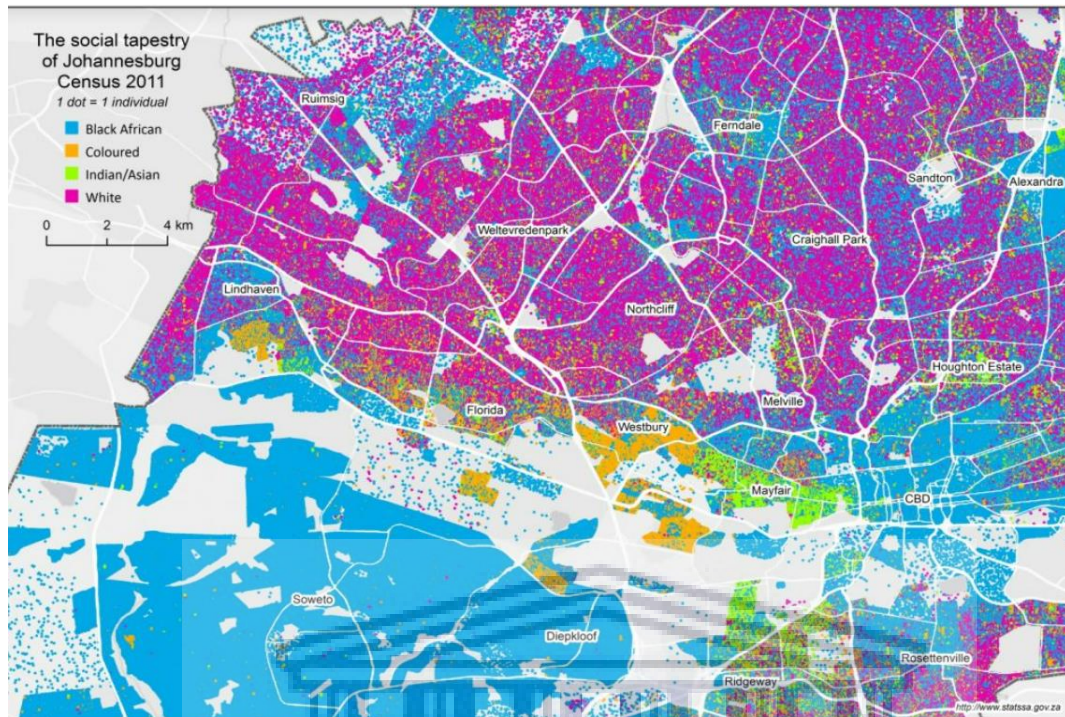 The social tapestry
of Johannesburg
Census 2011
1 dot = 1 individual
Black African
Coloured
Indian/Asian
White
0 2 4 km
Ruimsig
Ferndale
Sandton
Alexandra
Weltevredenpark
Craighall Park
Lindhaven
Northcliff
Houghton Estate
Florida
Melville
Westbury
Mayfair
CBD
Soweto
Diepkloof
Rosettenville
Ridgeway
http://www.statssa.gov.za